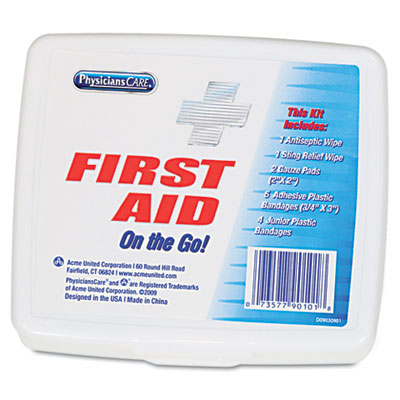 PhysiciansCARE®
This Kit
Includes:
1 Antiseptic Wipe
1 Sting Relief Wipe
2 Gauze Pads
(2"X 2")
5 Adhesive Plastic
Bandages (3/4" X 3")
4 Junior Plastic
Bandages
FIRST
AID
On the Go!
Acme United Corporation I 60 Round Hill Road
Fairfield, CT 06824 I www.acmeunited.com
PhysiciansCare® and are Registered Trademarks
of Acme United Corporation. ©2009
Designed in the USA I Made in China
0 73577 90101 8
D09030901